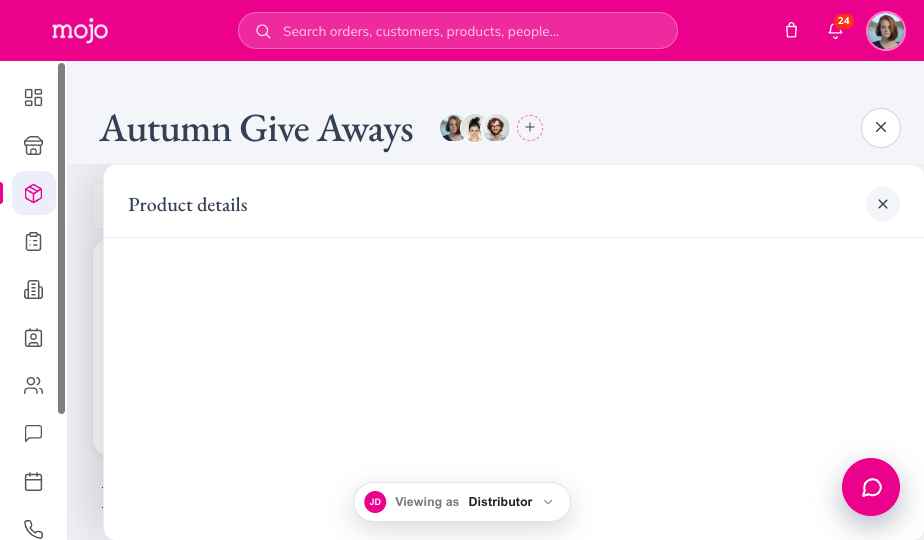 mojo
Search orders, customers, products, people...
24
Autumn Give Aways
Product details
JD Viewing as Distributor